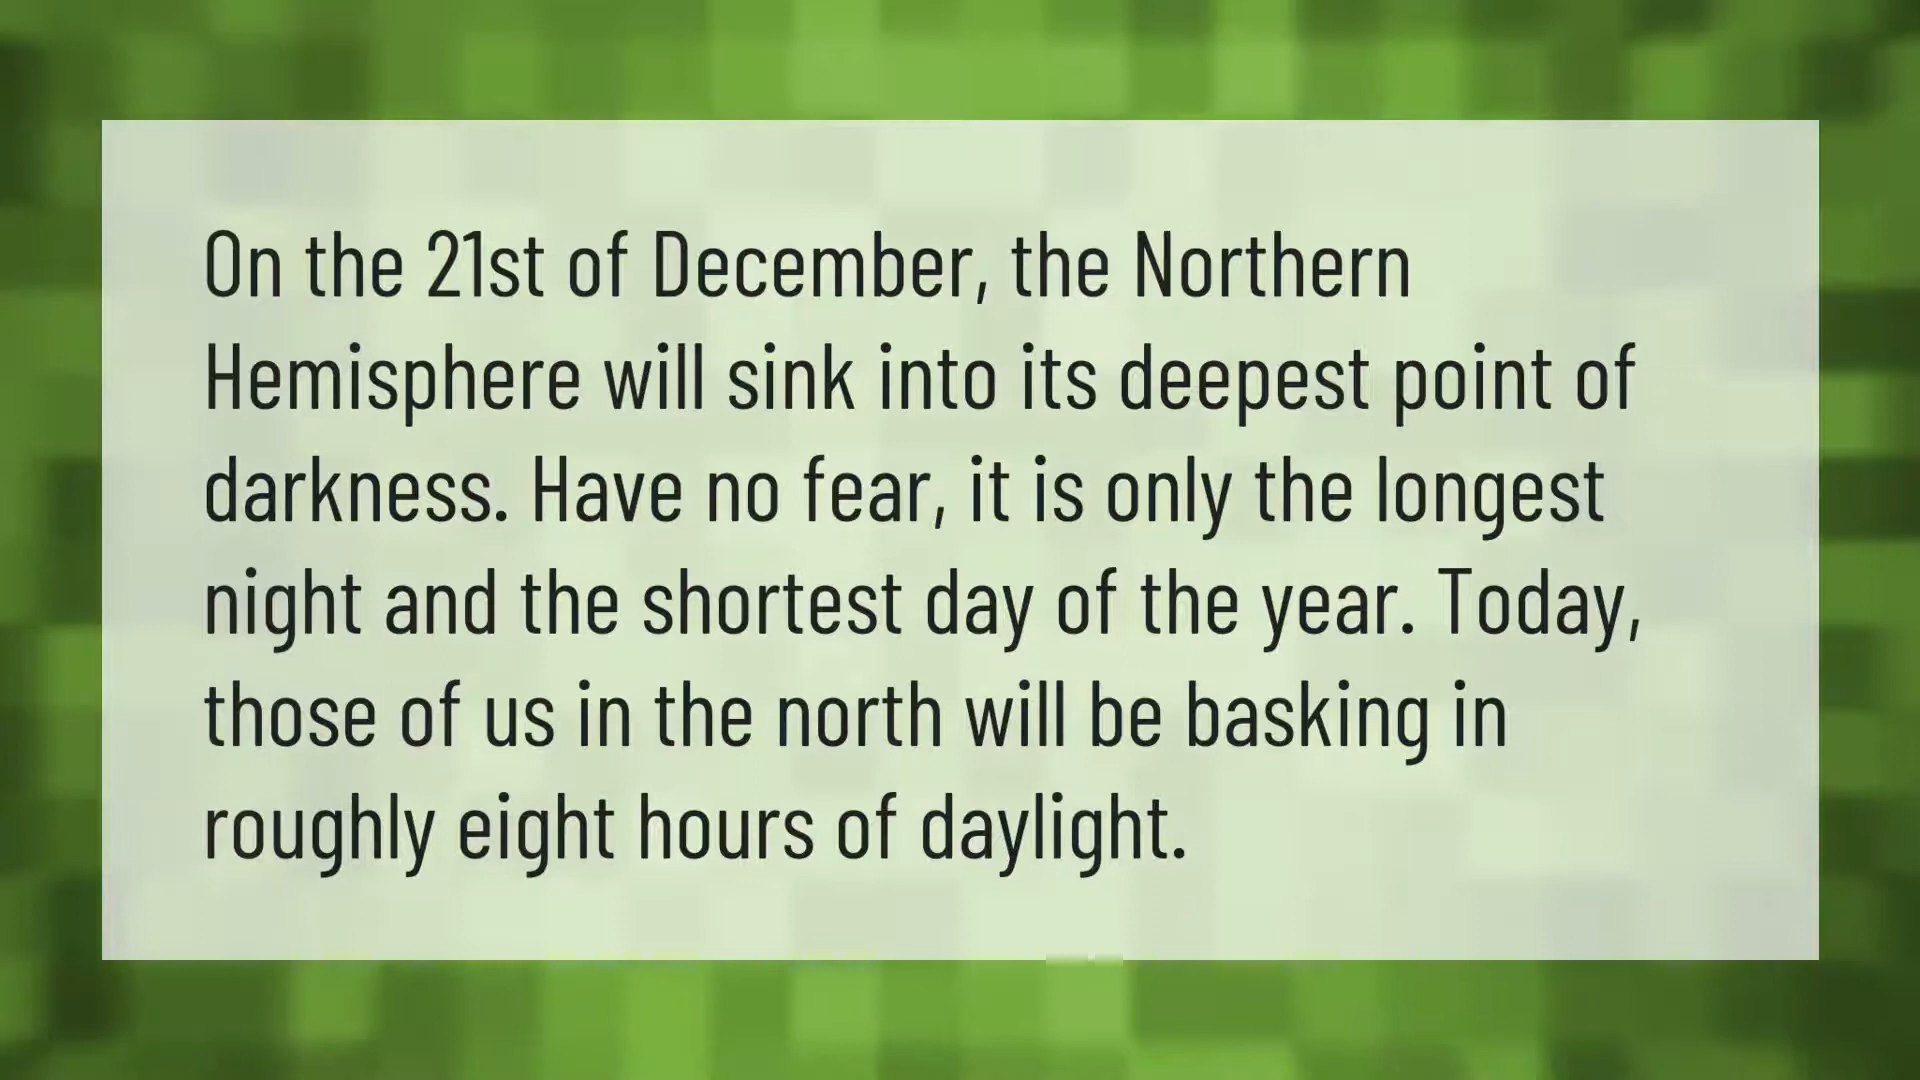 On the 21st of December, the Northern
Hemisphere will sink into its deepest point of
darkness. Have no fear, it is only the longest
night and the shortest day of the year. Today,
those of us in the north will be basking in
roughly eight hours of daylight.